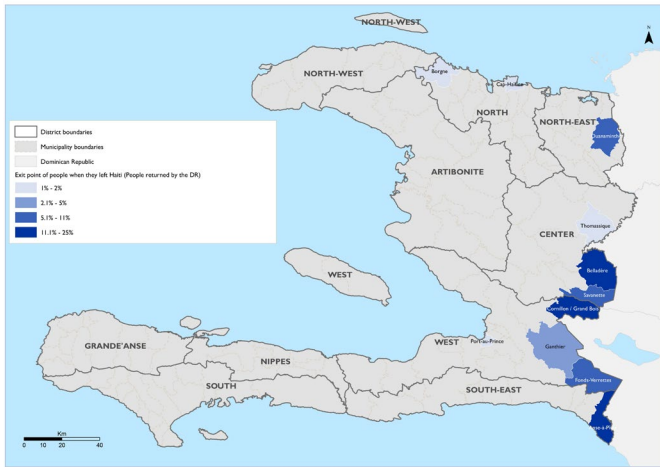 N
NORTH-WEST
NORTH-WEST
Borgne
Cap-Haïtien
NORTH
NORTH-EAST
Ouanaminthe
District boundaries
Municipality boundaries
Dominican Republic
Exit point of people when they left Haiti (People returned by the DR)
1% - 2%
2.1% - 5%
5.1% - 11%
11.1% - 25%
ARTIBONITE
Thomassique
CENTER
Belladère
WEST
Savanette
Cornillon / Grand Bois
GRANDE'ANSE
WEST
Port-au-Prince
Ganthier
NIPPES
SOUTH
SOUTH-EAST
Fonds-Verrettes
Km
0 10 20 40